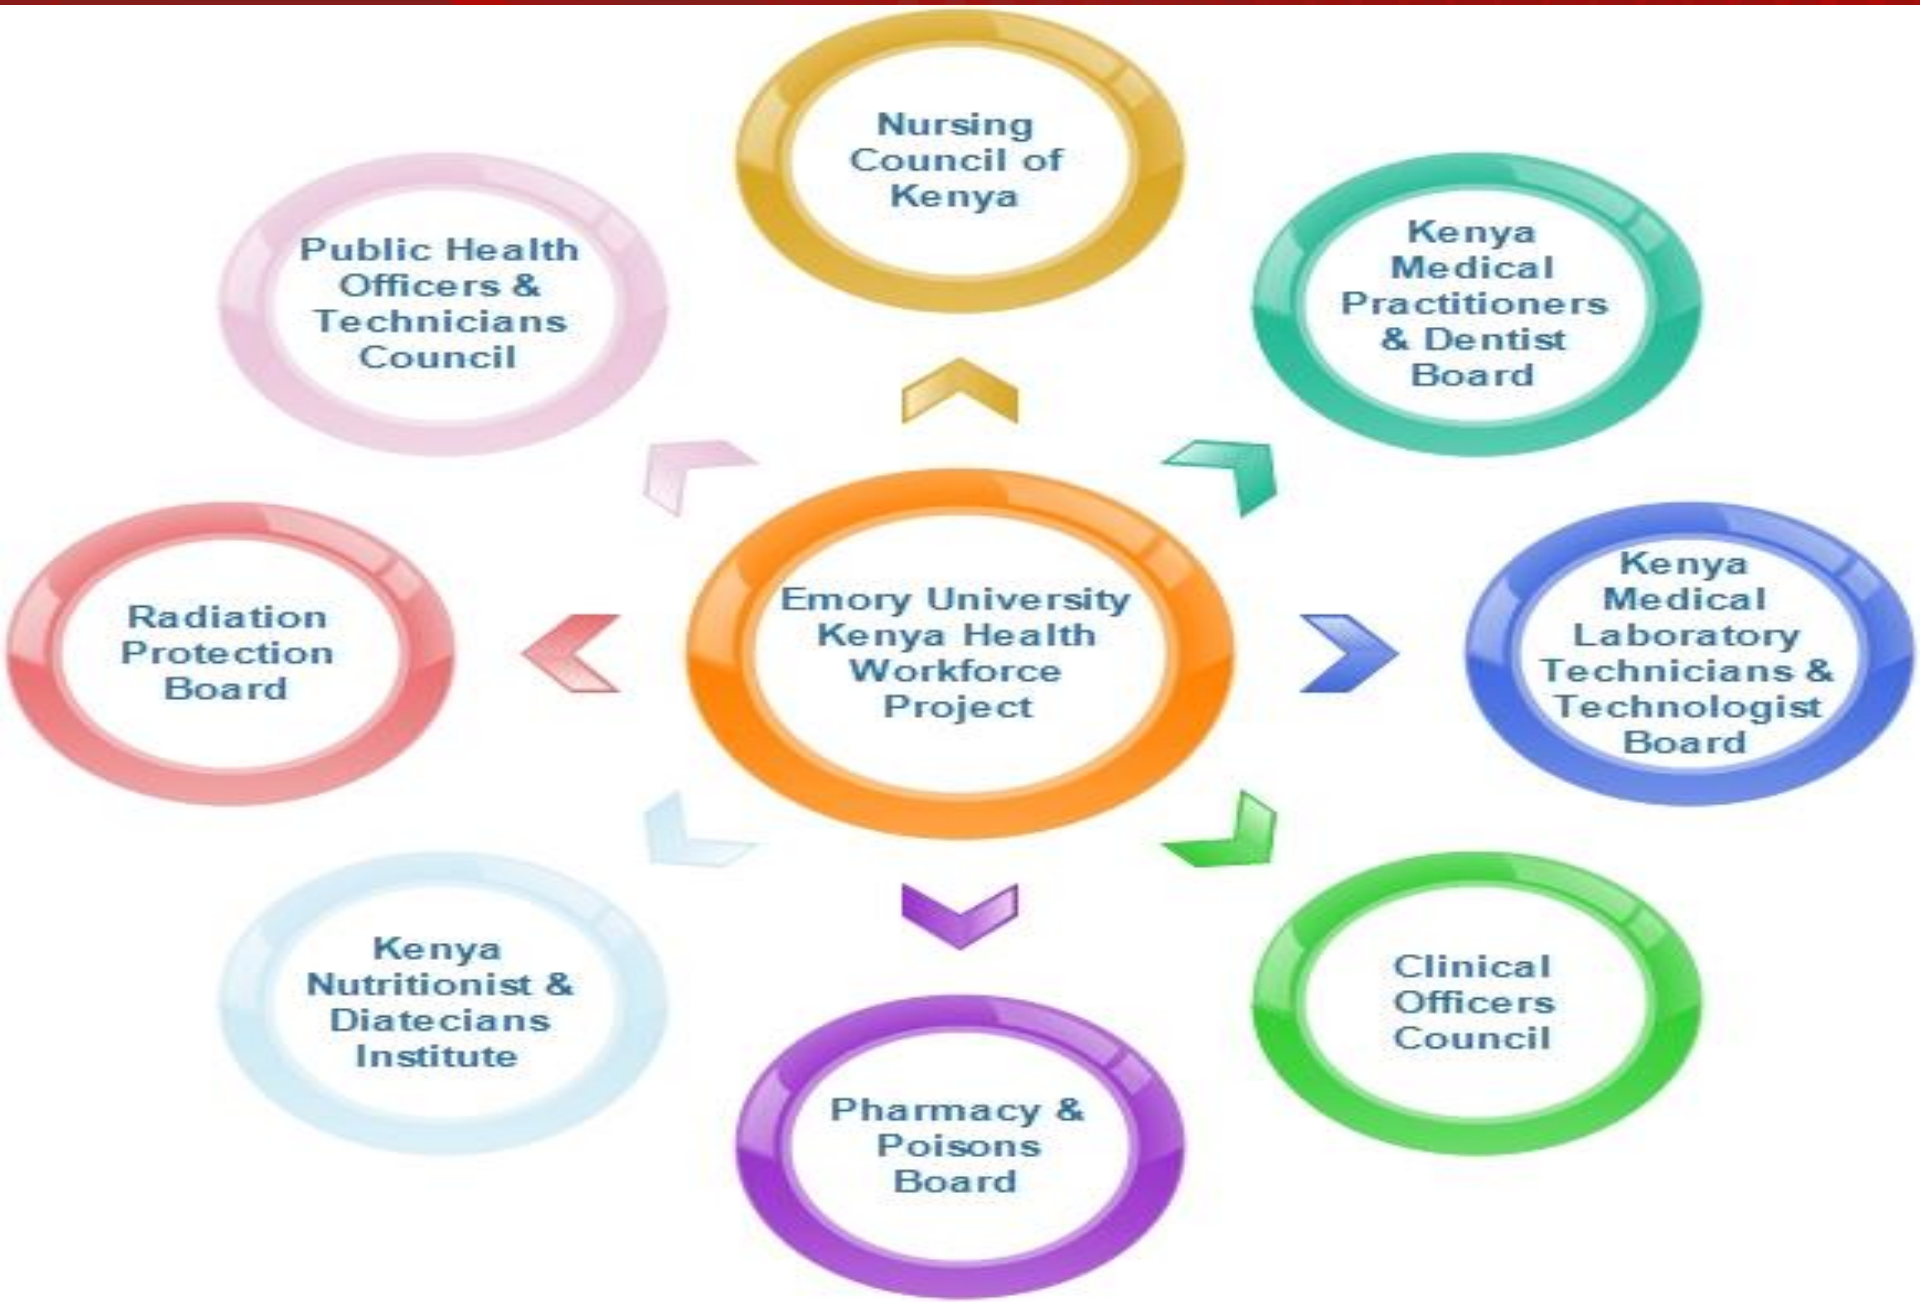 Nursing
Council of
Kenya
Kenya
Medical
Practitioners
& Dentist
Board
Kenya
Medical
Laboratory
Technicians &
Technologist
Board
Clinical
Officers
Council
Pharmacy &
Poisons
Board
Kenya
Nutritionist &
Diatecians
Institute
Radiation
Protection
Board
Public Health
Officers &
Technicians
Council
Emory University
Kenya Health
Workforce
Project